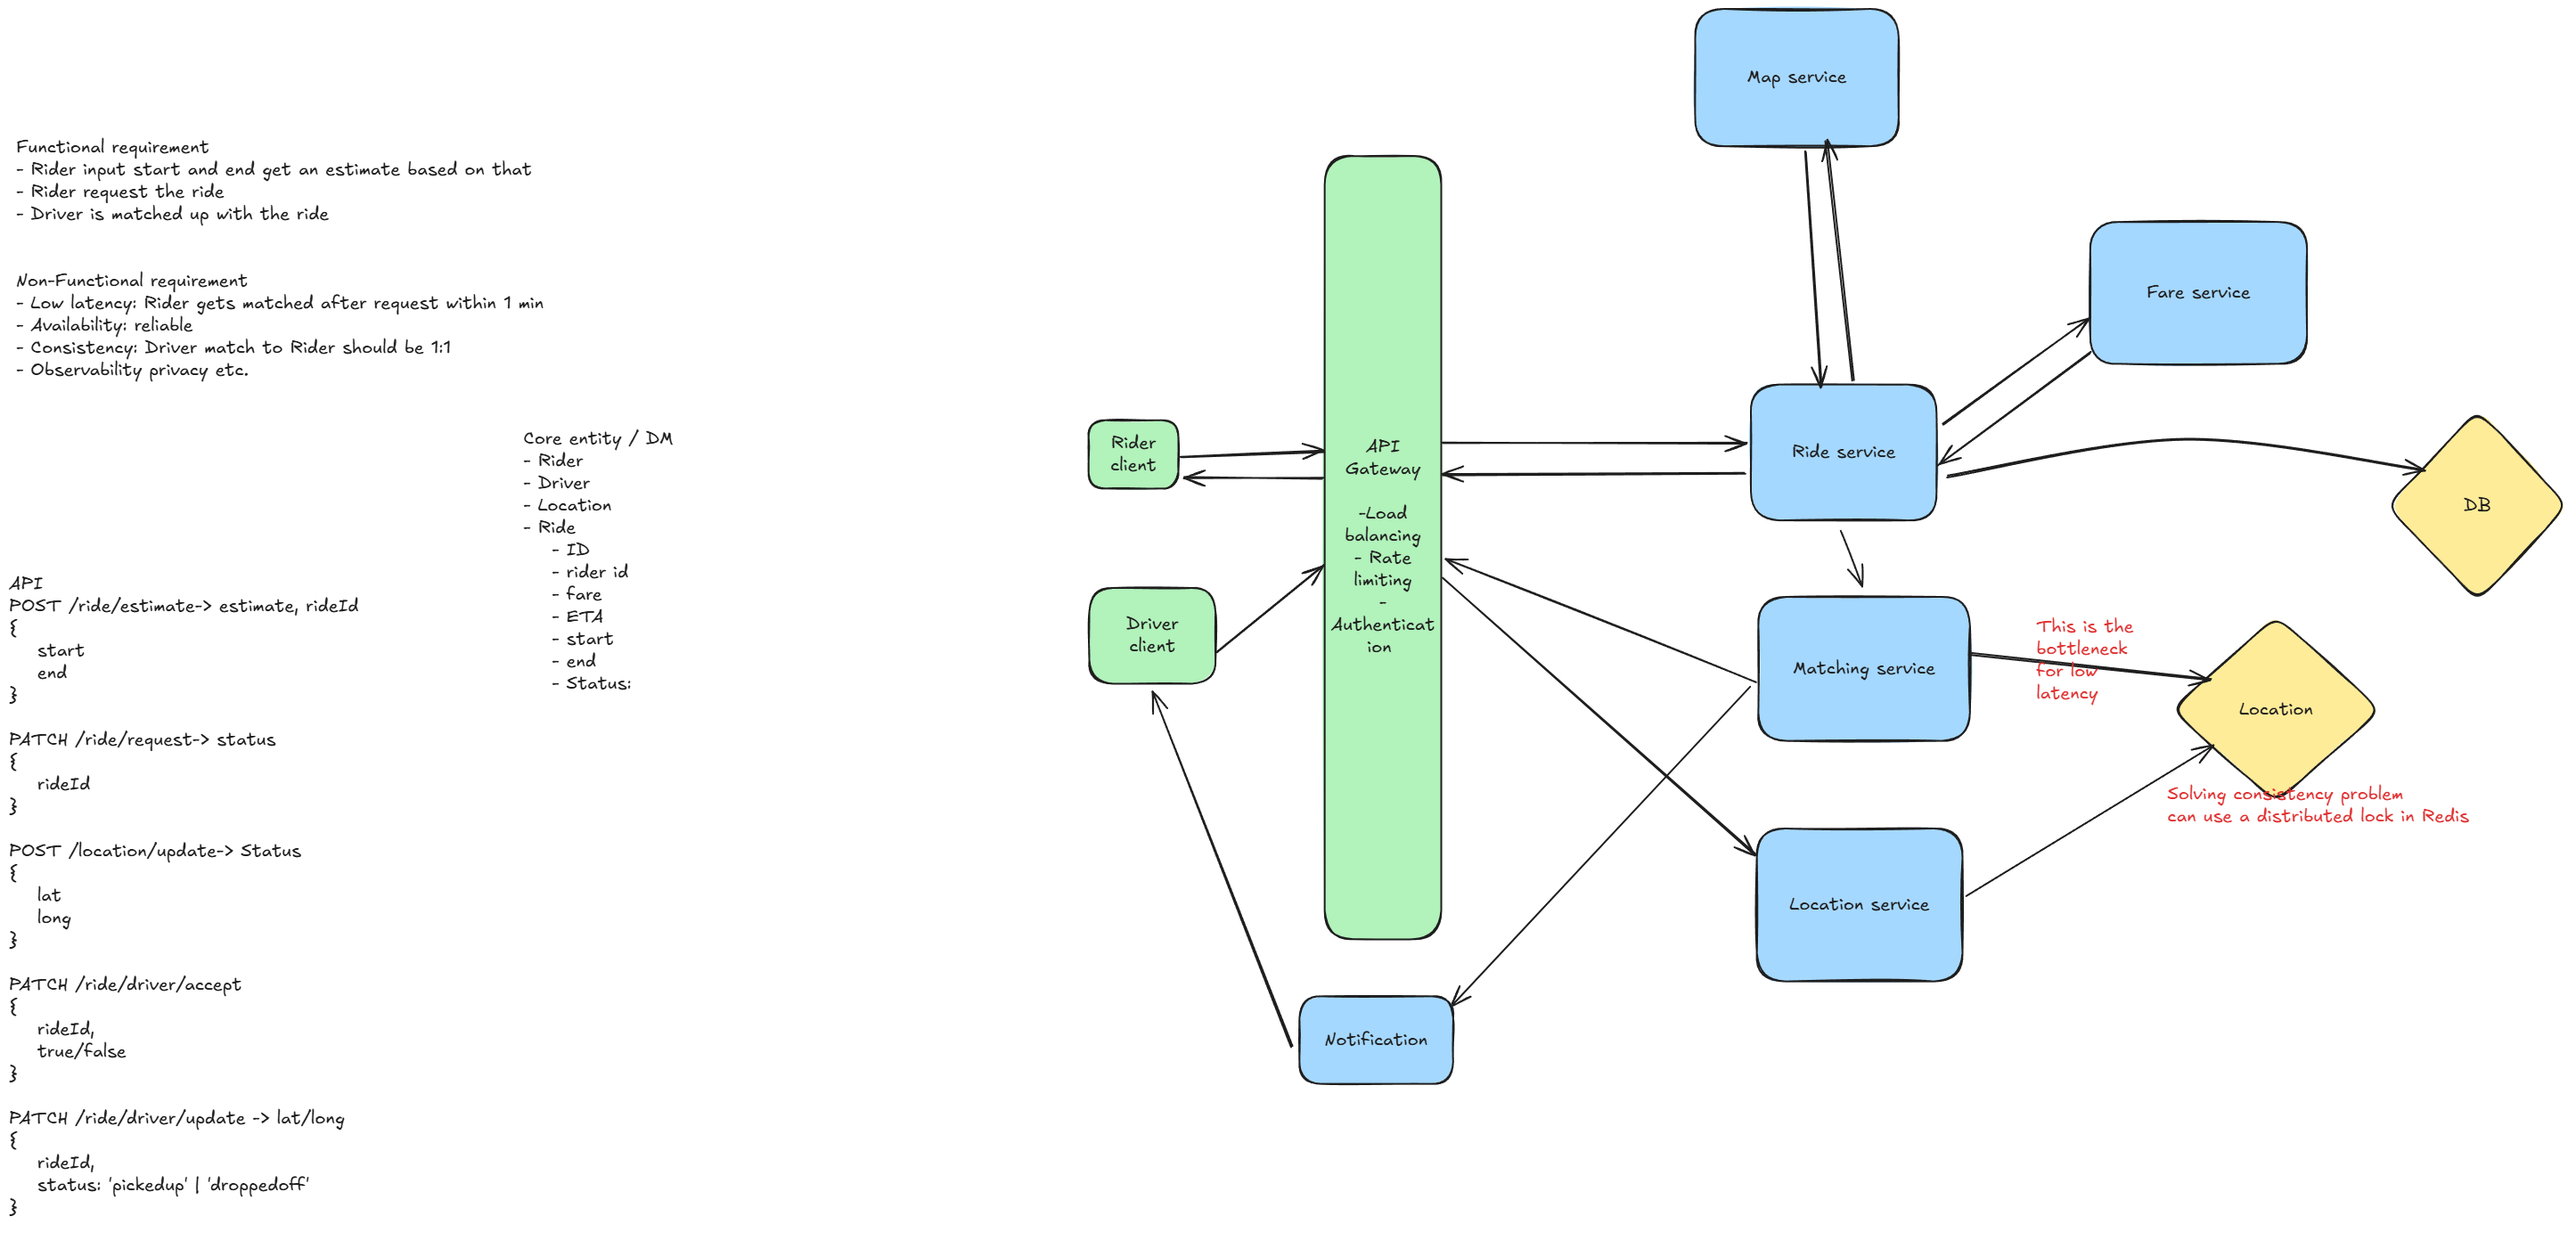 Functional requirement
- Rider input start and end get an estimate based on that
- Rider request the ride
- Driver is matched up with the ride
Non-Functional requirement
- Low latency: Rider gets matched after request within 1 min
- Availability: reliable
- Consistency: Driver match to Rider should be 1:1
- Observability privacy etc.
Core entity / DM
- Rider
- Driver
- Location
- Ride
- ID
- rider id
- fare
- ETA
- start
- end
- Status:
API
POST /ride/estimate-> estimate, rideId
{
start
end
}
PATCH /ride/request-> status
{
rideId
}
POST /location/update-> Status
{
lat
long
}
PATCH /ride/driver/accept
{
rideId,
true/false
}
PATCH /ride/driver/update -> lat/long
{
rideId,
status: 'pickedup' | 'droppedoff'
}
Rider
client
Driver
client
API
Gateway
-Load
balancing
- Rate
limiting
-
Authenticat
ion
Notification
Map service
Fare service
Ride service
DB
Matching service
This is the
bottleneck
for low
latency
Location
Solving consistency problem
can use a distributed lock in Redis
Location service